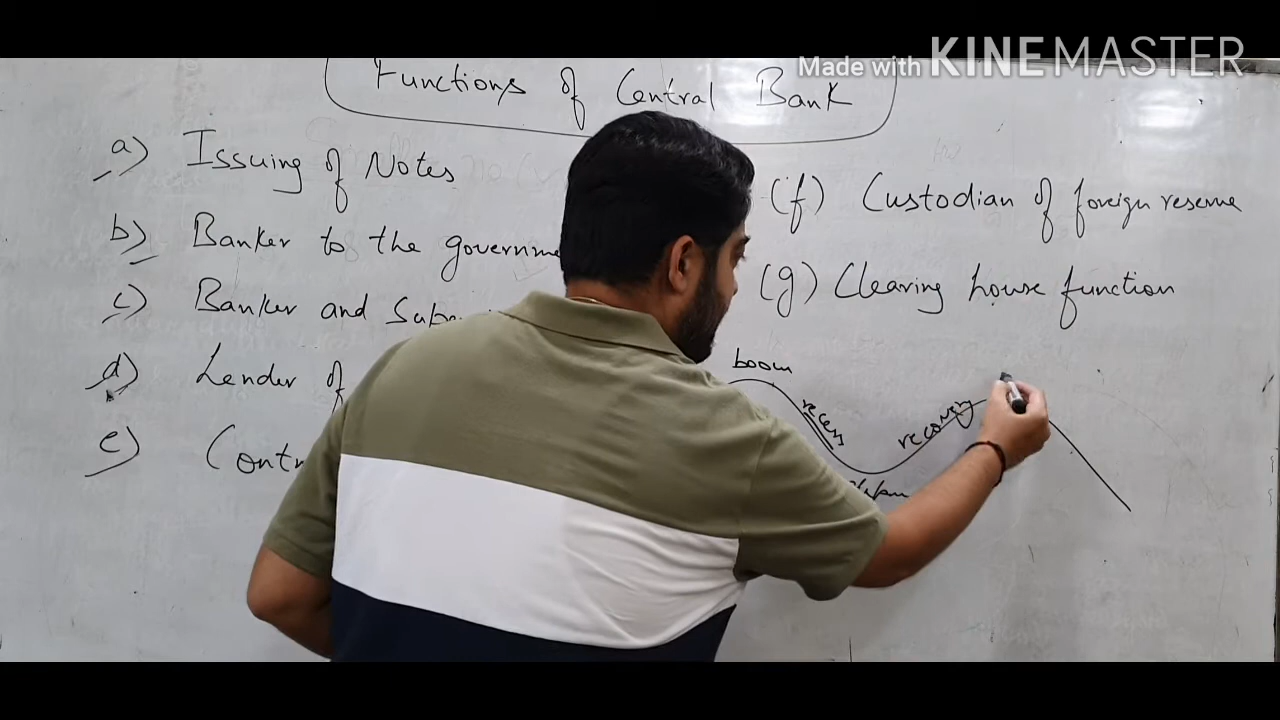 Made with KINEMASTER
Functions of Central Bank
a) Issuing of Notes
b) Banker to the governme
c) Banker and Supe
d) Lender of
e) Contr
(f) Custodian of foreign reserve
(g) Clearing house function
boom
recess
recovery